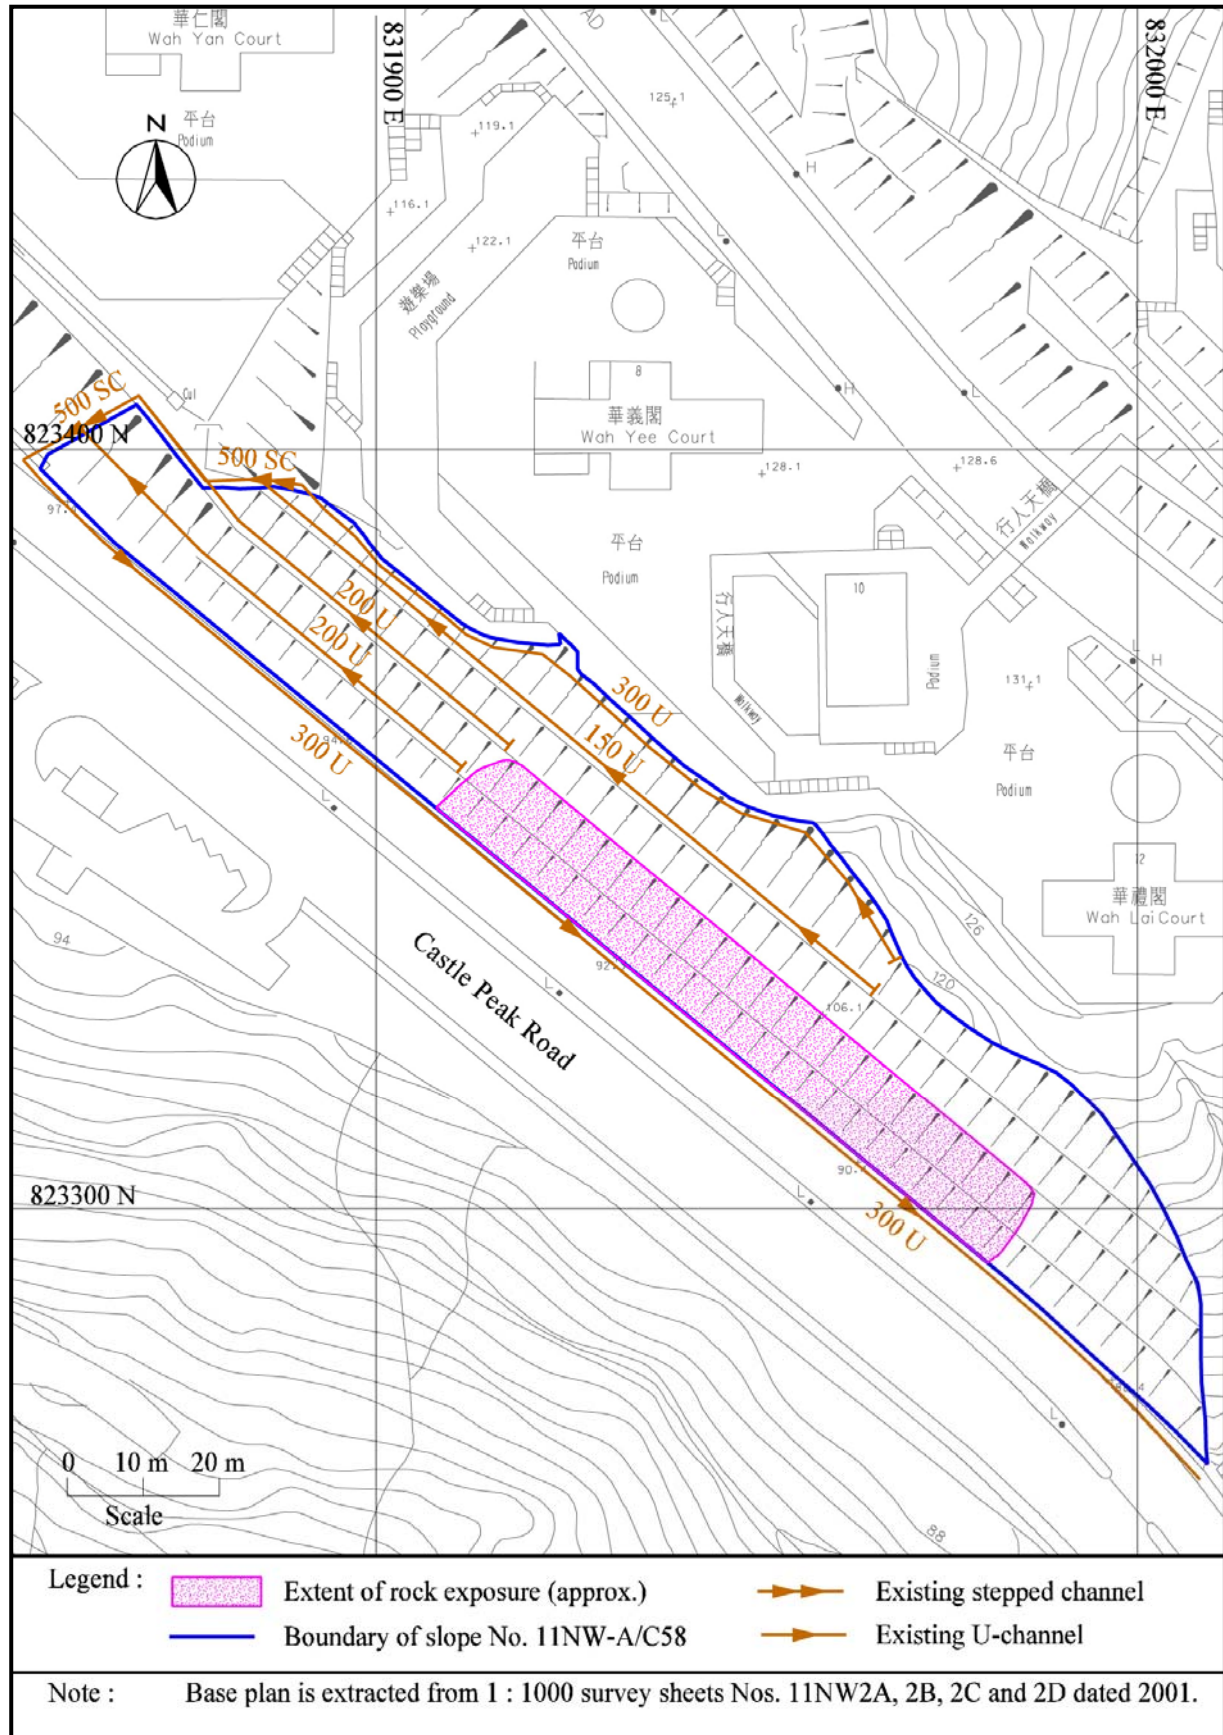 華仁閣
Wah Yan Court
831900 E
832000 E
125.1
L
H
N
平台
Podium
119.1
116.1
122.1
平台
Podium
遊樂場
Playground
L
8
H
L
華義閣
Wah Yee Court
Cul
500 SC
823400 N
500 SC
128.1
128.6
行人天橋
Walkway
平台
Podium
10
行人天橋
Walkway
Podium
L
H
131.1
200 U
200 U
300 U
150 U
300 U
平台
Podium
L
12
華禮閣
Wah Lai Court
126
120
94
Castle Peak Road
L
106.1
823300 N
L
300 U
L
88
0 10 m 20 m
Scale
Legend :
Extent of rock exposure (approx.)
Existing stepped channel
Boundary of slope No. 11NW-A/C58
Existing U-channel
Note : Base plan is extracted from 1 : 1000 survey sheets Nos. 11NW2A, 2B, 2C and 2D dated 2001.